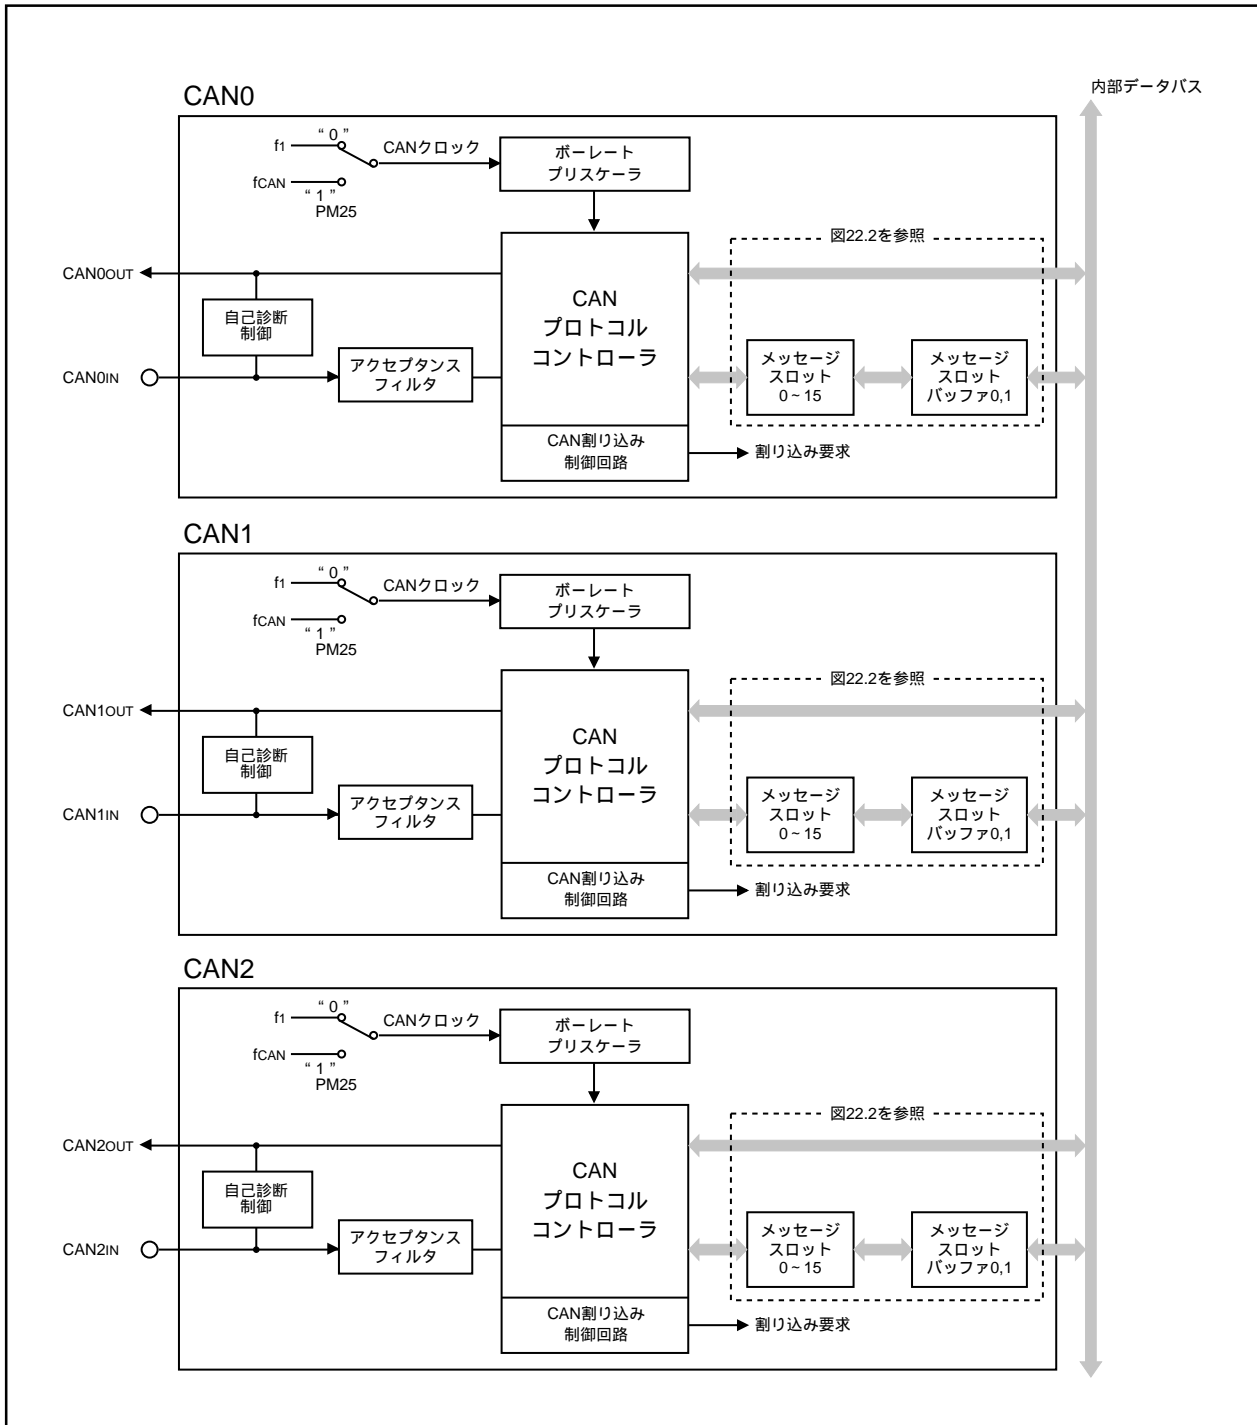 内部データバス
CAN0
“ 0 ”
f1
CANクロック
ボーレート
プリスケーラ
fCAN
“ 1 ”
PM25
図22.2を参照
CAN0OUT
自己診断
制御
CAN
プロトコル
コントローラ
CAN0IN
アクセプタンス
フィルタ
メッセージ
スロット
0~15
メッセージ
スロット
バッファ0,1
CAN割り込み
制御回路
割り込み要求
CAN1
“ 0 ”
f1
CANクロック
ボーレート
プリスケーラ
fCAN
“ 1 ”
PM25
図22.2を参照
CAN1OUT
自己診断
制御
CAN
プロトコル
コントローラ
CAN1IN
アクセプタンス
フィルタ
メッセージ
スロット
0~15
メッセージ
スロット
バッファ0,1
CAN割り込み
制御回路
割り込み要求
CAN2
“ 0 ”
f1
CANクロック
ボーレート
プリスケーラ
fCAN
“ 1 ”
PM25
図22.2を参照
CAN2OUT
自己診断
制御
CAN
プロトコル
コントローラ
CAN2IN
アクセプタンス
フィルタ
メッセージ
スロット
0~15
メッセージ
スロット
バッファ0,1
CAN割り込み
制御回路
割り込み要求